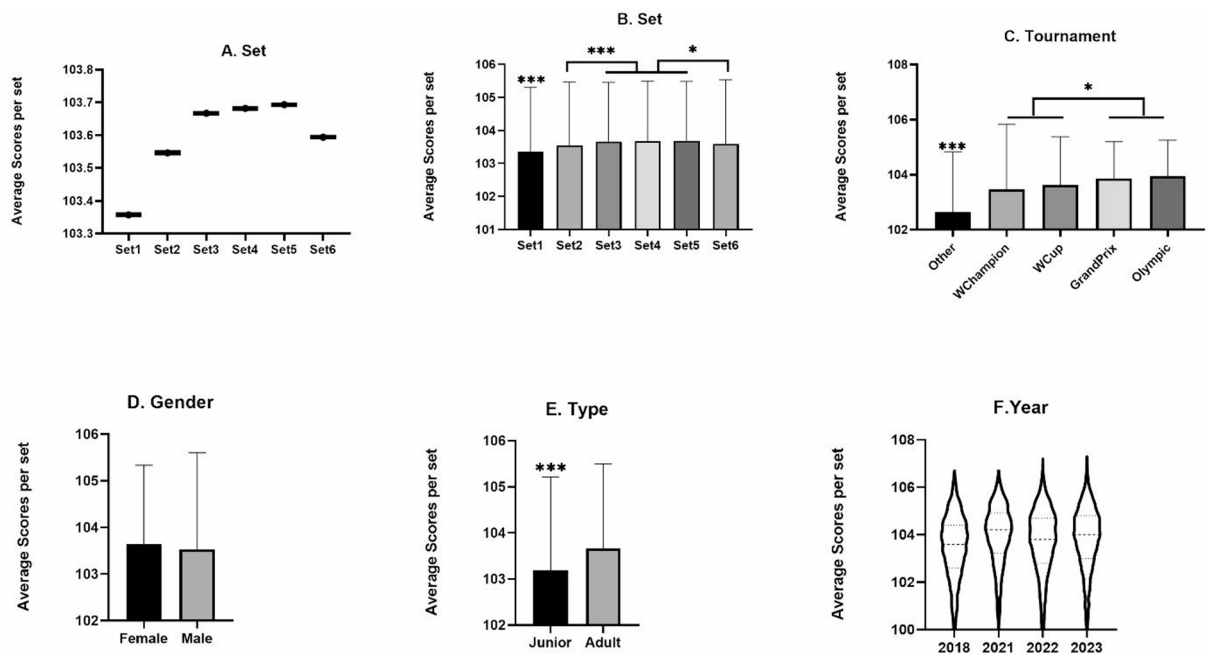 A. Set
Average Scores per set
103.8
103.7
103.6
103.5
103.4
103.3
Set1 Set2 Set3 Set4 Set5 Set6
B. Set
Average Scores per set
106
105
104
103
102
101
***
***
*
Set1 Set2 Set3 Set4 Set5 Set6
C. Tournament
Average Scores per set
108
106
104
102
***
*
Other WChampion WCup GrandPrix Olympic
D. Gender
Average Scores per set
106
105
104
103
102
Female Male
E. Type
Average Scores per set
106
105
104
103
102
***
Junior Adult
F.Year
Average Scores per set
108
106
104
102
100
2018 2021 2022 2023